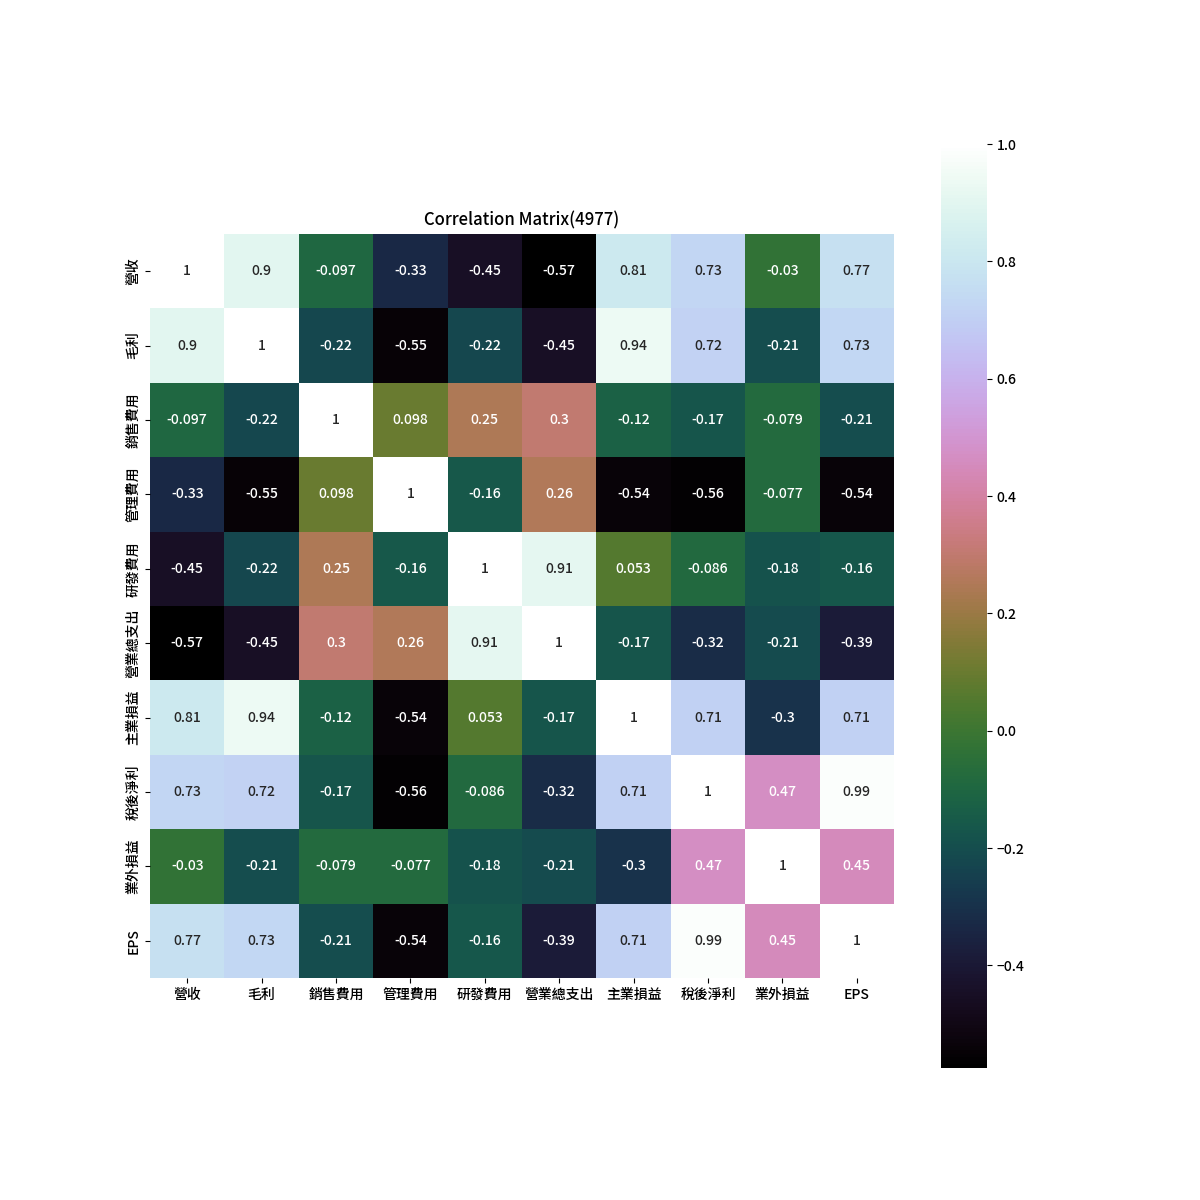 Correlation Matrix(4977)
營收 1 0.9 -0.097 -0.33 -0.45 -0.57 0.81 0.73 -0.03 0.77
毛利 0.9 1 -0.22 -0.55 -0.22 -0.45 0.94 0.72 -0.21 0.73
銷售費用 -0.097 -0.22 1 0.098 0.25 0.3 -0.12 -0.17 -0.079 -0.21
管理費用 -0.33 -0.55 0.098 1 -0.16 0.26 -0.54 -0.56 -0.077 -0.54
研發費用 -0.45 -0.22 0.25 -0.16 1 0.91 0.053 -0.086 -0.18 -0.16
營業總支出 -0.57 -0.45 0.3 0.26 0.91 1 -0.17 -0.32 -0.21 -0.39
主業損益 0.81 0.94 -0.12 -0.54 0.053 -0.17 1 0.71 -0.3 0.71
稅後淨利 0.73 0.72 -0.17 -0.56 -0.086 -0.32 0.71 1 0.47 0.99
業外損益 -0.03 -0.21 -0.079 -0.077 -0.18 -0.21 -0.3 0.47 1 0.45
EPS 0.77 0.73 -0.21 -0.54 -0.16 -0.39 0.71 0.99 0.45 1
營收 毛利 銷售費用 管理費用 研發費用 營業總支出 主業損益 稅後淨利 業外損益 EPS
1.0
0.8
0.6
0.4
0.2
0.0
−0.2
−0.4